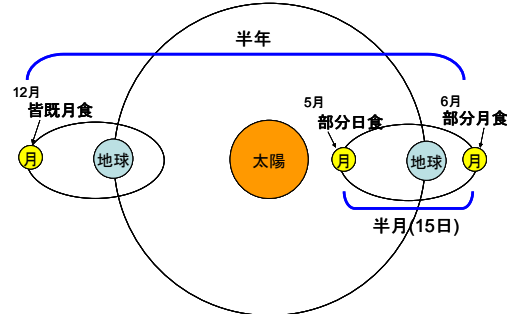 半年
12月
皆既月食
5月
部分日食
6月
部分月食
月
地球
太陽
月
地球
月
半月(15日)